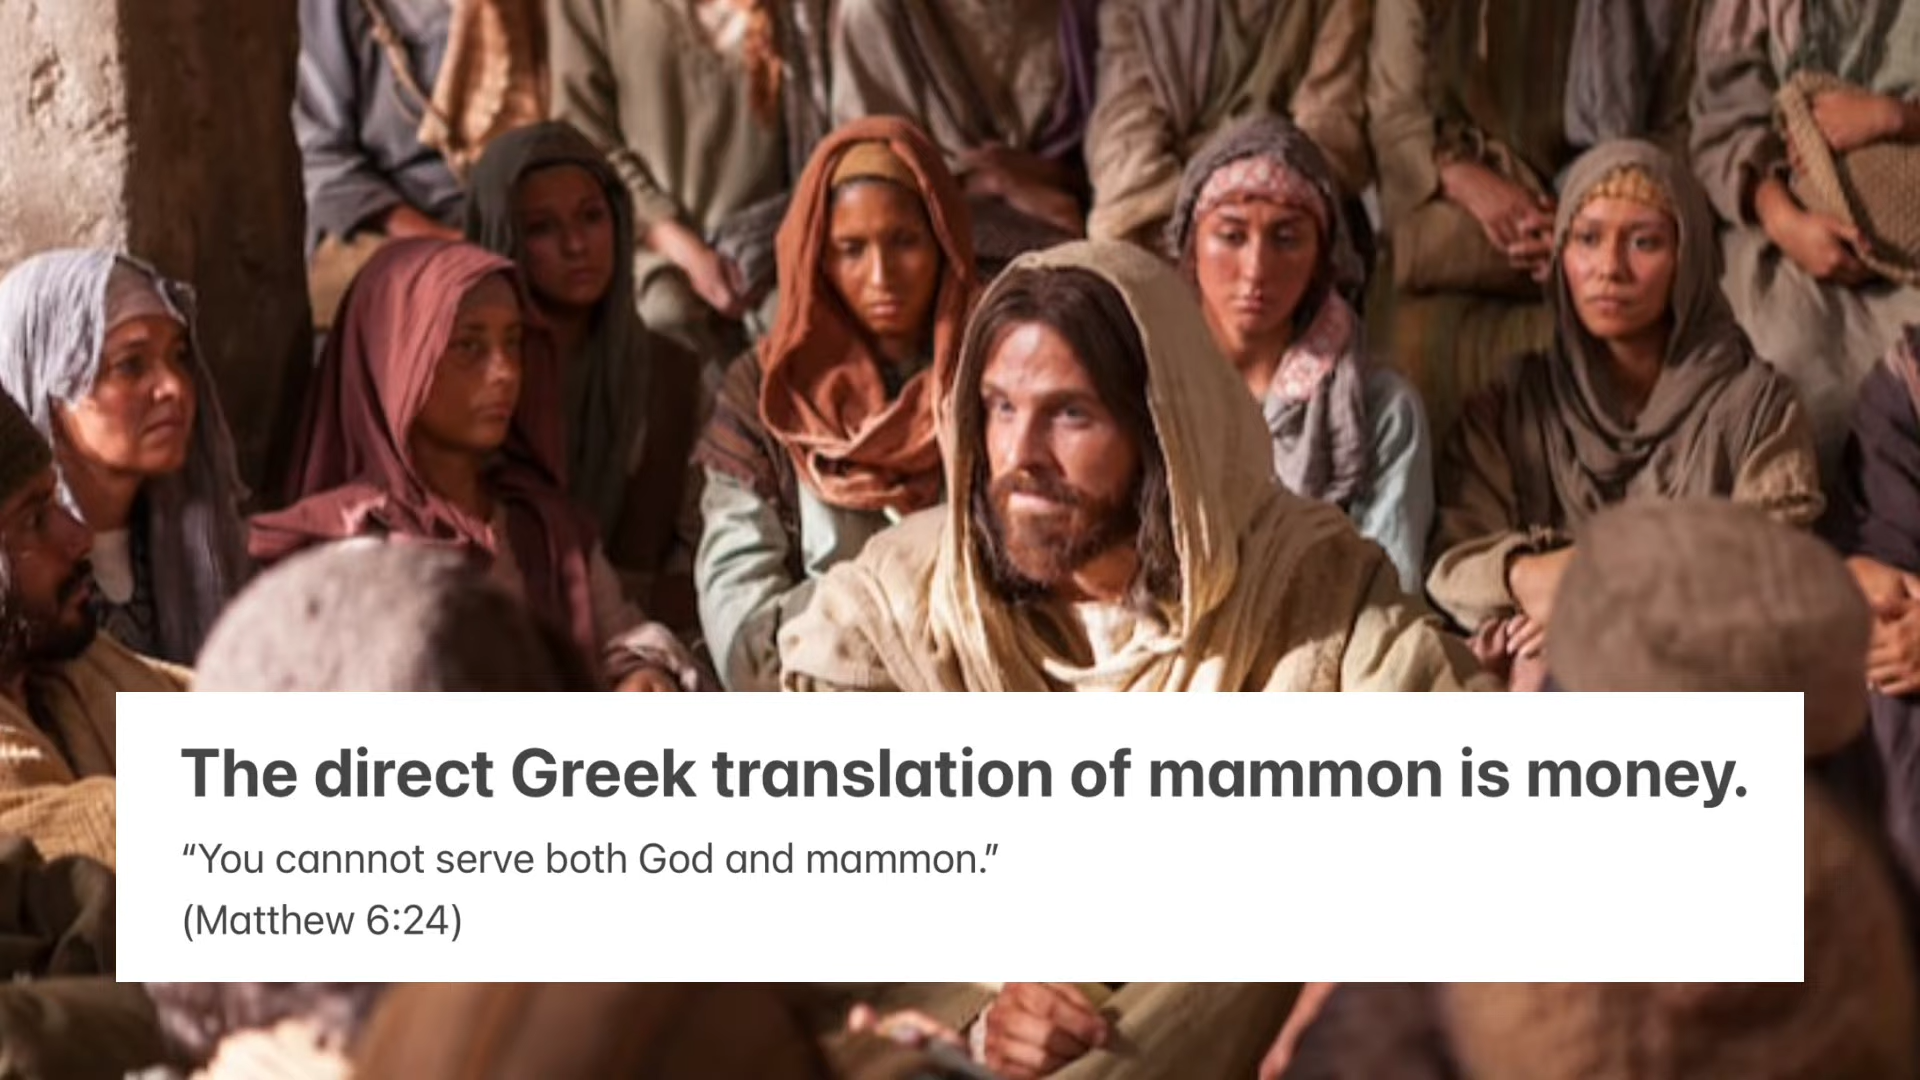 The direct Greek translation of mammon is money.
“You cannnot serve both God and mammon.”
(Matthew 6:24)